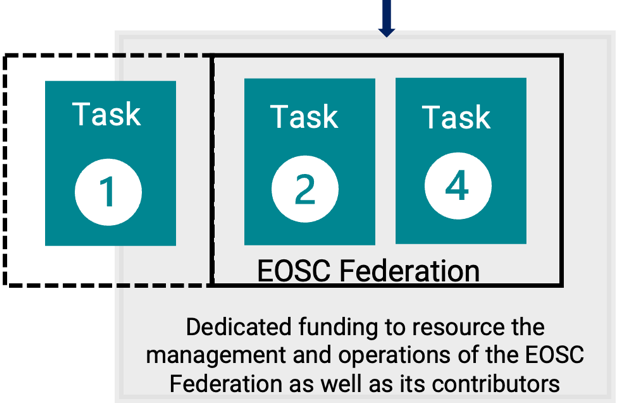 Task
Task
Task
1
2
4
EOSC Federation
Dedicated funding to resource the
management and operations of the EOSC
Federation as well as its contributors